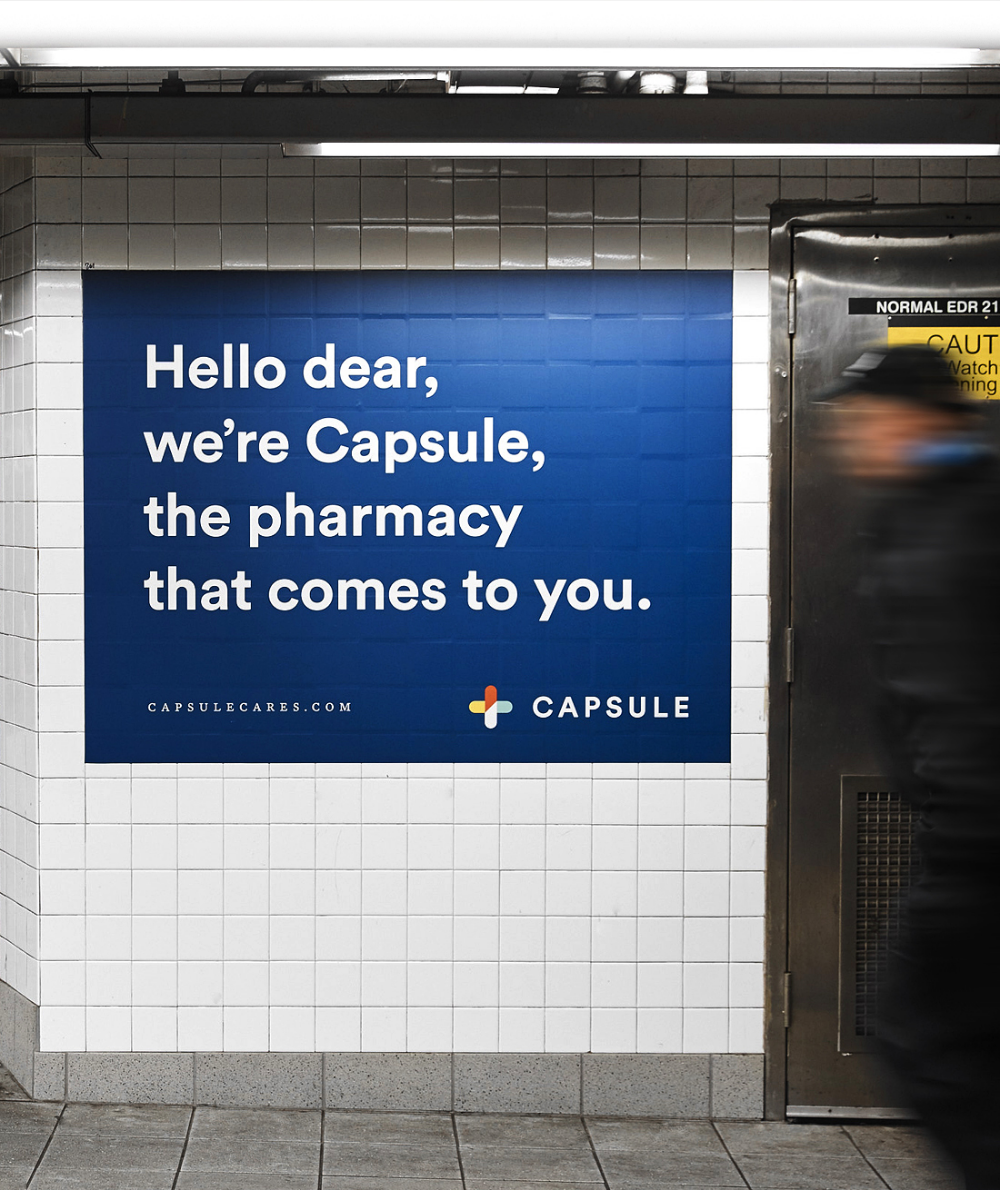 Hello dear,
we’re Capsule,
the pharmacy
that comes to you.
CAPSULECARES.COM
CAPSULE
NORMAL EDR 21
CAUT
Watch
ening